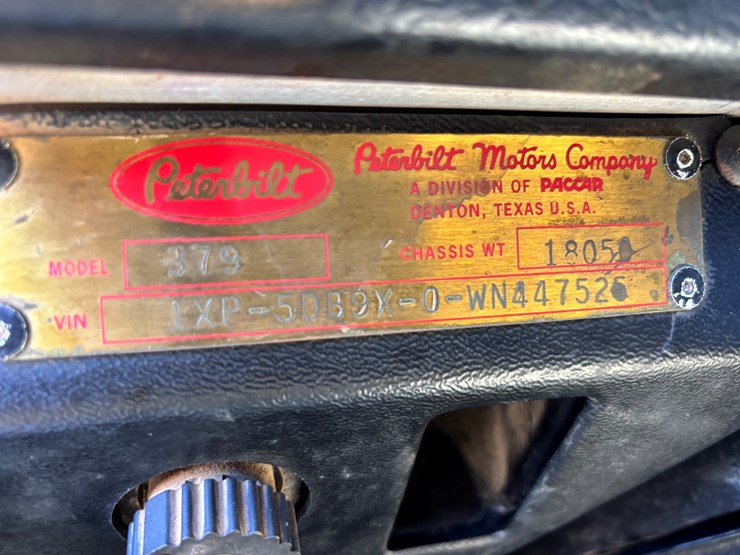 Peterbilt
Peterbilt Motors Company
A DIVISION OF PACCAR
DENTON, TEXAS U.S.A.
MODEL 379
CHASSIS WT 18050
VIN 1XP-5DB9X-0-WN447526